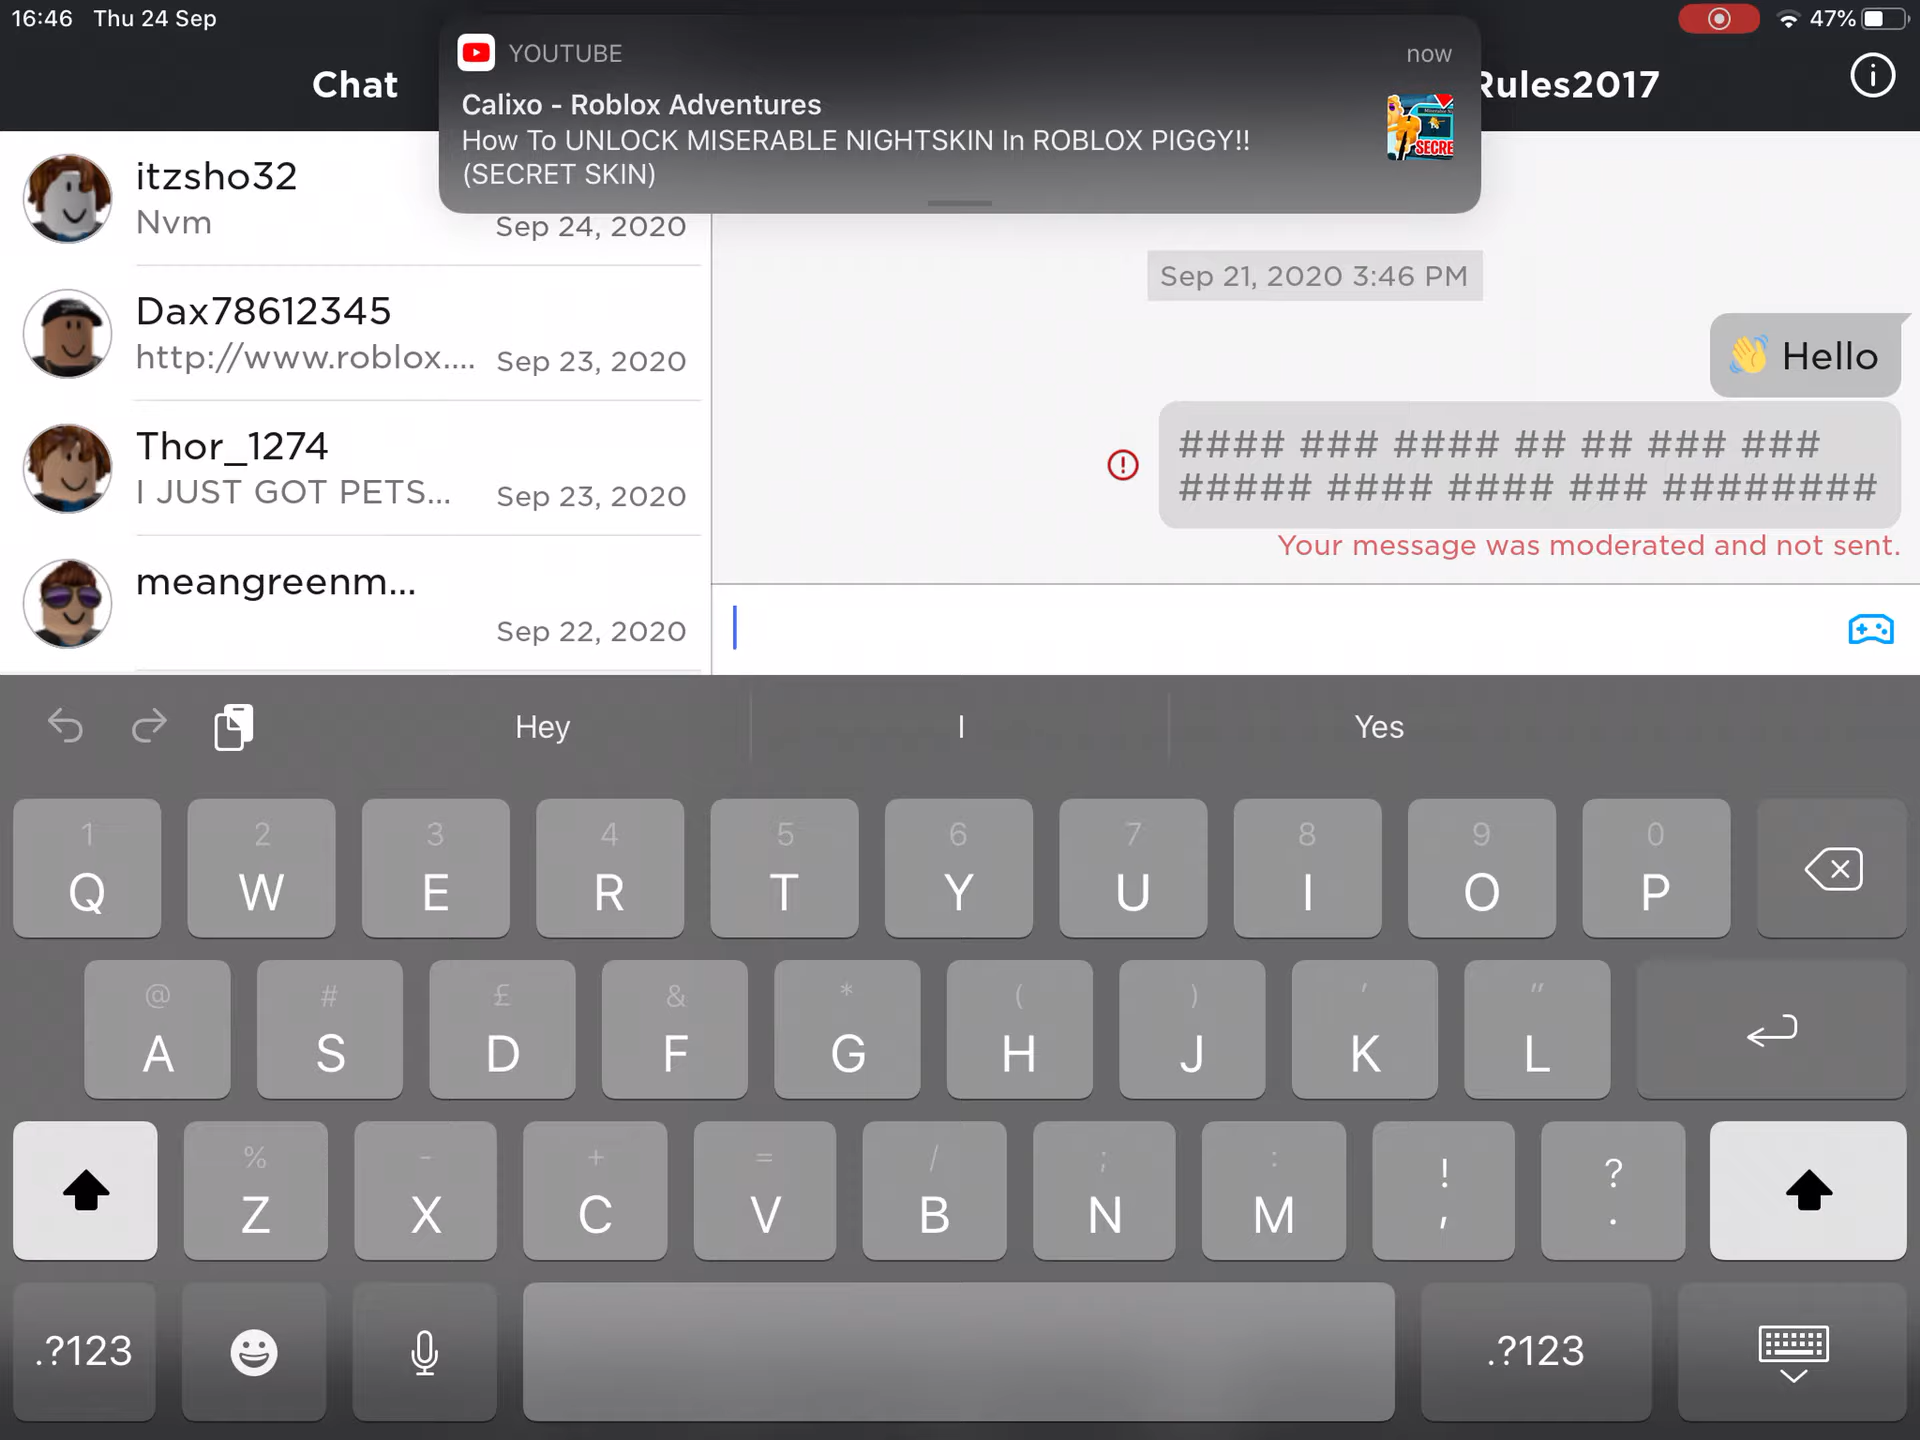 16:46 Thu 24 Sep
47%
Chat
Rules2017
YOUTUBE
now
Calixo - Roblox Adventures
How To UNLOCK MISERABLE NIGHTSKIN In ROBLOX PIGGY!!
(SECRET SKIN)
SECRE
itzsho32
Nvm
Sep 24, 2020
Dax78612345
http://www.roblox....
Sep 23, 2020
Thor_1274
I JUST GOT PETS...
Sep 23, 2020
meangreenm...
Sep 22, 2020
Sep 21, 2020 3:46 PM
👋 Hello
#### ### #### ## ## ### ###
##### #### #### ### ########
Your message was moderated and not sent.
Hey
I
Yes
1 2 3 4 5 6 7 8 9 0
Q W E R T Y U I O P
@ # £ & * ( ) ' "
A S D F G H J K L
% - + = / ; : ! ?
Z X C V B N M , .
.?123
.?123